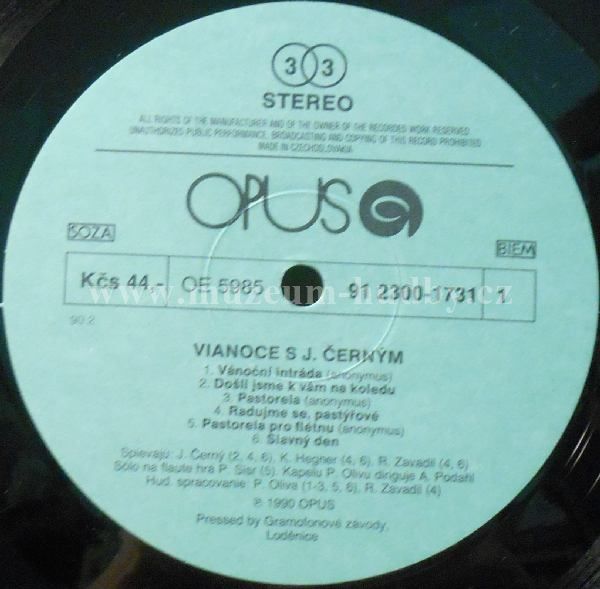 33
STEREO
ALL RIGHTS OF THE MANUFACTURER AND OF THE OWNER OF THE RECORDED WORK RESERVED
UNAUTHORIZED PUBLIC PERFORMANCE, BROADCASTING AND COPYING OF THIS RECORD PROHIBITED
MADE IN CZECHOSLOVAKIA
OPUS
SOZA
BIEM
Kčs 44,- OE 5985 91 2300-1731 1
www.muzeum-hudby.cz
90 2
VIANOCE S J. ČERNÝM
1. Vánoční intráda (anonymus)
2. Došli jsme k vám na koledu
3. Pastorela (anonymus)
4. Radujme se, pastýřové
5. Pastorela pro flétnu (anonymus)
6. Slavný den
Spievajú: J. Černý (2, 4, 6), K. Hegner (4, 6), R. Zavadil (4, 6)
Sólo na flaute hrá P. Sisr (5). Kapelu P. Olivu diriguje A. Podahl
Hud. spracovanie: P. Oliva (1-3, 5, 6), R. Zavadil (4)
℗ 1990 OPUS
Pressed by Gramofonové závody,
Loděnice